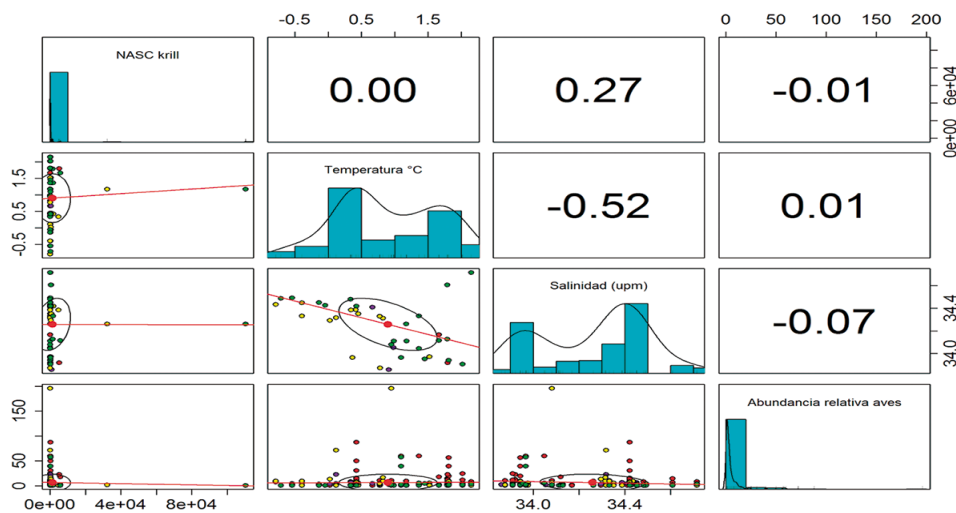 -0.5 0.5 1.5 0 50 100 200
NASC krill
0.00
0.27
-0.01
0e+00 6e+04
-0.5 0.5 1.5
Temperatura °C
-0.52
0.01
Salinidad (upm)
-0.07
34.0 34.4
0 50 150
Abundancia relativa aves
0e+00 4e+04 8e+04 34.0 34.4